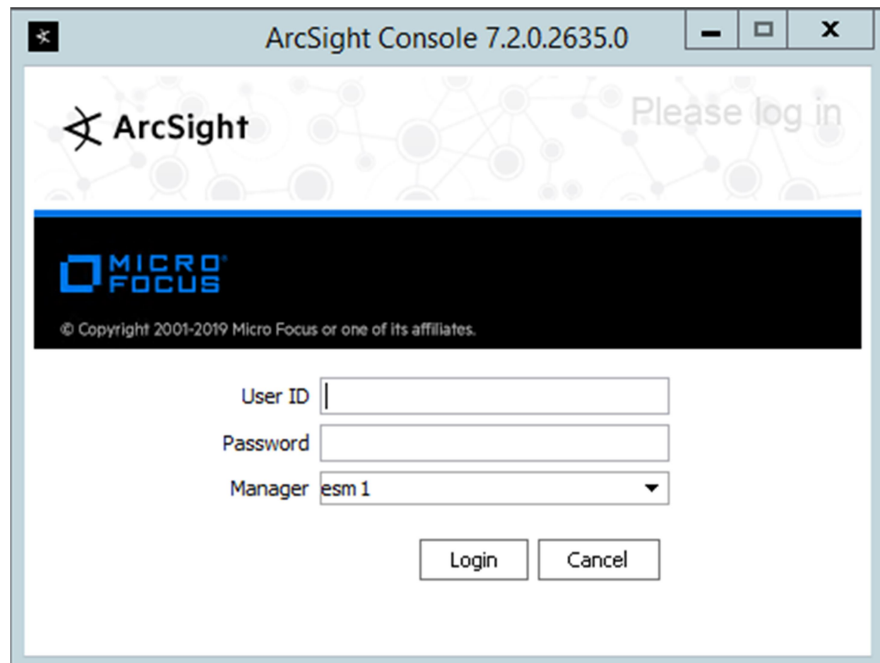 ArcSight Console 7.2.0.2635.0
ArcSight
Please log in
MICRO
FOCUS
© Copyright 2001-2019 Micro Focus or one of its affiliates.
User ID
Password
Manager esm 1
Login Cancel